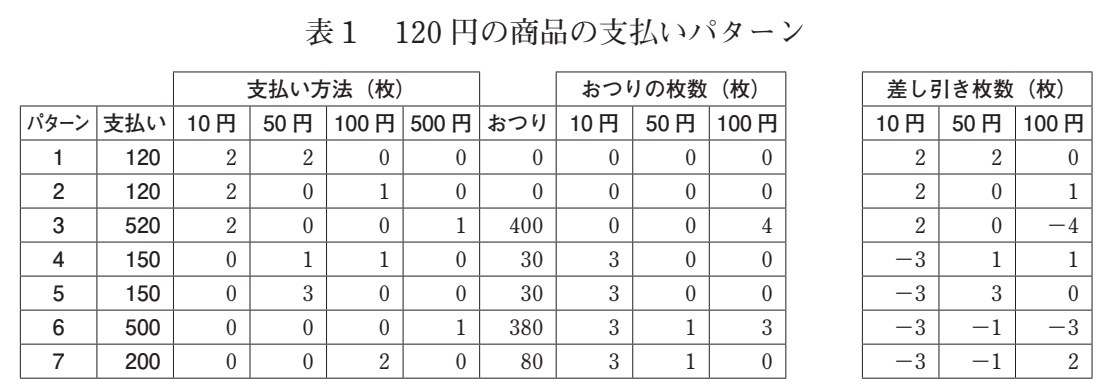 表1 120円の商品の支払いパターン
支払い方法(枚) おつりの枚数(枚) 差し引き枚数(枚)
パターン 支払い 10円 50円 100円 500円 おつり 10円 50円 100円 10円 50円 100円
1 120 2 2 0 0 0 0 0 0 2 2 0
2 120 2 0 1 0 0 0 0 0 2 0 1
3 520 2 0 0 1 400 0 0 4 2 0 -4
4 150 0 1 1 0 30 3 0 0 -3 1 1
5 150 0 3 0 0 30 3 0 0 -3 3 0
6 500 0 0 0 1 380 3 1 3 -3 -1 -3
7 200 0 0 2 0 80 3 1 0 -3 -1 2